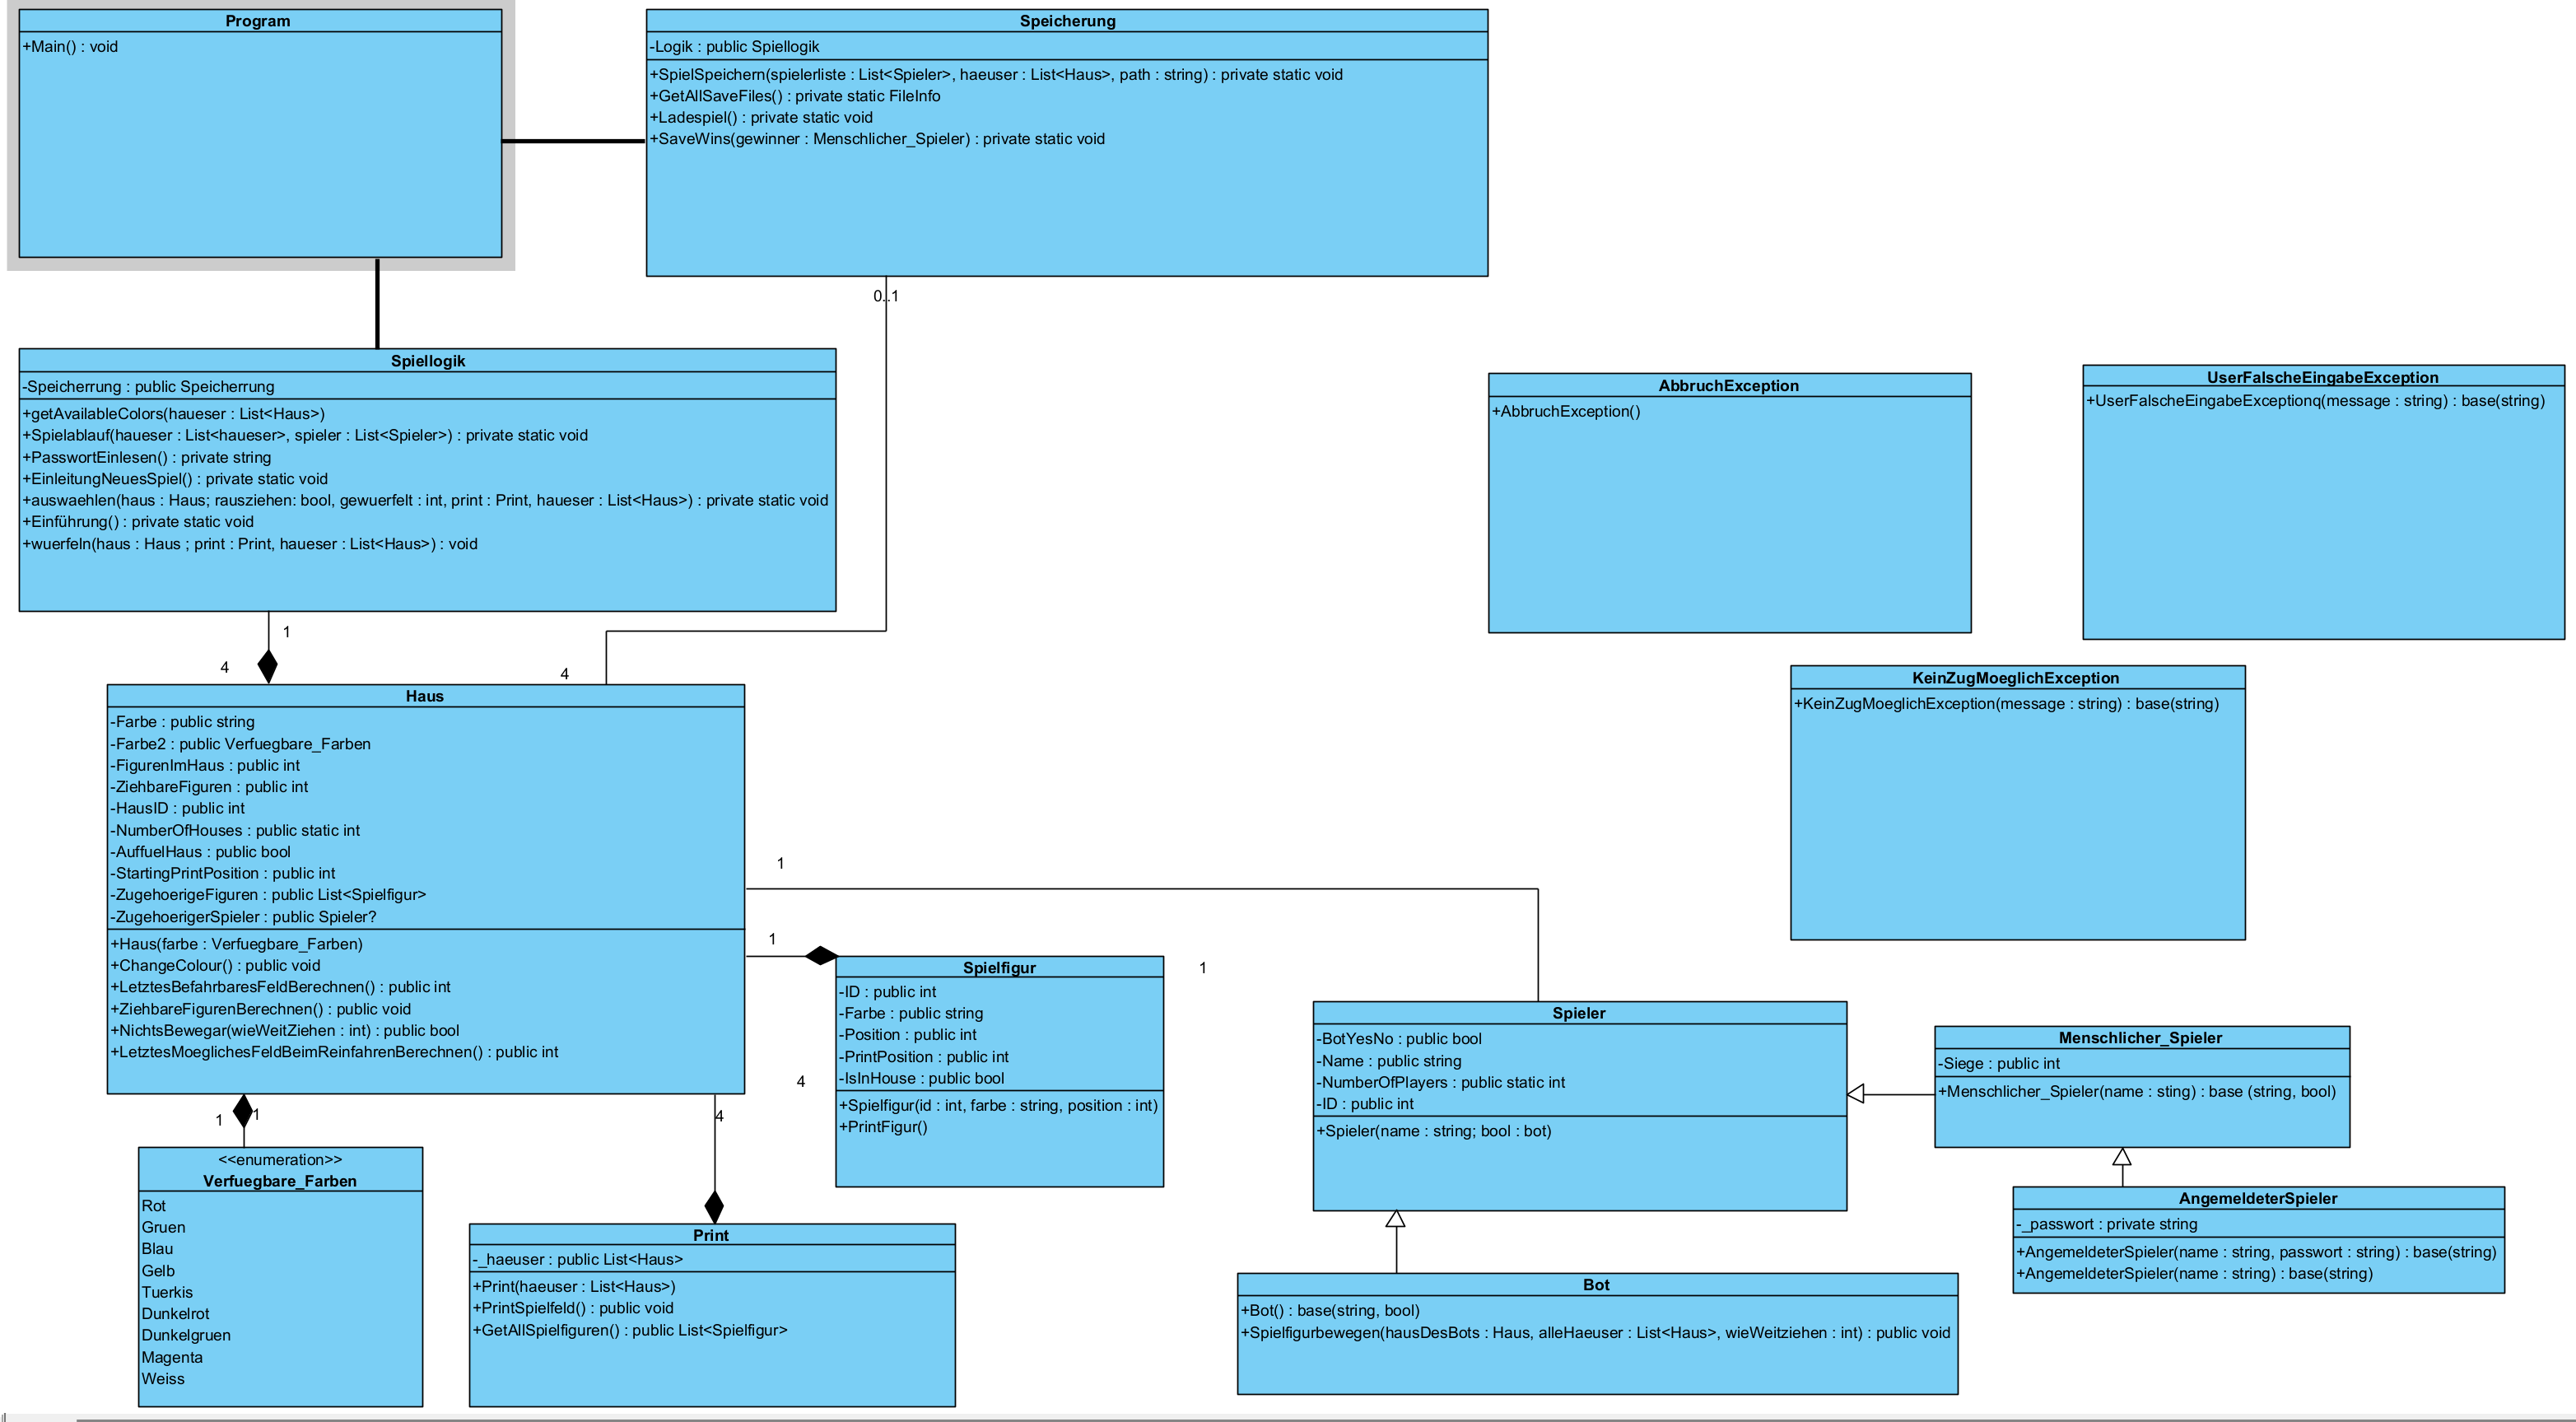 Program
+Main() : void
Speicherung
-Logik : public Spiellogik
+SpielSpeichern(spielerliste : List<Spieler>, haeuser : List<Haus>, path : string) : private static void
+GetAllSaveFiles() : private static FileInfo
+Ladespiel() : private static void
+SaveWins(gewinner : Menschlicher_Spieler) : private static void
0..1
Spiellogik
-Speicherrung : public Speicherrung
+getAvailableColors(haueser : List<Haus>)
+Spielablauf(haueser : List<haueser>, spieler : List<Spieler>) : private static void
+PasswortEinlesen() : private string
+EinleitungNeuesSpiel() : private static void
+auswaehlen(haus : Haus; rausziehen: bool, gewuerfelt : int, print : Print, haueser : List<Haus>) : private static void
+Einführung() : private static void
+wuerfeln(haus : Haus ; print : Print, haueser : List<Haus>) : void
AbbruchException
+AbbruchException()
UserFalscheEingabeException
+UserFalscheEingabeExceptionq(message : string) : base(string)
KeinZugMoeglichException
+KeinZugMoeglichException(message : string) : base(string)
1
4
4
Haus
-Farbe : public string
-Farbe2 : public Verfuegbare_Farben
-FigurenImHaus : public int
-ZiehbareFiguren : public int
-HausID : public int
-NumberOfHouses : public static int
-AuffuelHaus : public bool
-StartingPrintPosition : public int
-ZugehoerigeFiguren : public List<Spielfigur>
-ZugehoerigerSpieler : public Spieler?
+Haus(farbe : Verfuegbare_Farben)
+ChangeColour() : public void
+LetztesBefahrbaresFeldBerechnen() : public int
+ZiehbareFigurenBerechnen() : public void
+NichtsBewegar(wieWeitZiehen : int) : public bool
+LetztesMoeglichesFeldBeimReinfahrenBerechnen() : public int
1
1
1
4
Spielfigur
-ID : public int
-Farbe : public string
-Position : public int
-PrintPosition : public int
-IsInHouse : public bool
+Spielfigur(id : int, farbe : string, position : int)
+PrintFigur()
Spieler
-BotYesNo : public bool
-Name : public string
-NumberOfPlayers : public static int
-ID : public int
+Spieler(name : string; bool : bot)
Menschlicher_Spieler
-Siege : public int
+Menschlicher_Spieler(name : sting) : base (string, bool)
AngemeldeterSpieler
-_passwort : private string
+AngemeldeterSpieler(name : string, passwort : string) : base(string)
+AngemeldeterSpieler(name : string) : base(string)
1
1
4
<<enumeration>>
Verfuegbare_Farben
Rot
Gruen
Blau
Gelb
Tuerkis
Dunkelrot
Dunkelgruen
Magenta
Weiss
Print
-_haeuser : public List<Haus>
+Print(haeuser : List<Haus>)
+PrintSpielfeld() : public void
+GetAllSpielfiguren() : public List<Spielfigur>
Bot
+Bot() : base(string, bool)
+Spielfigurbewegen(hausDesBots : Haus, alleHaeuser : List<Haus>, wieWeitziehen : int) : public void